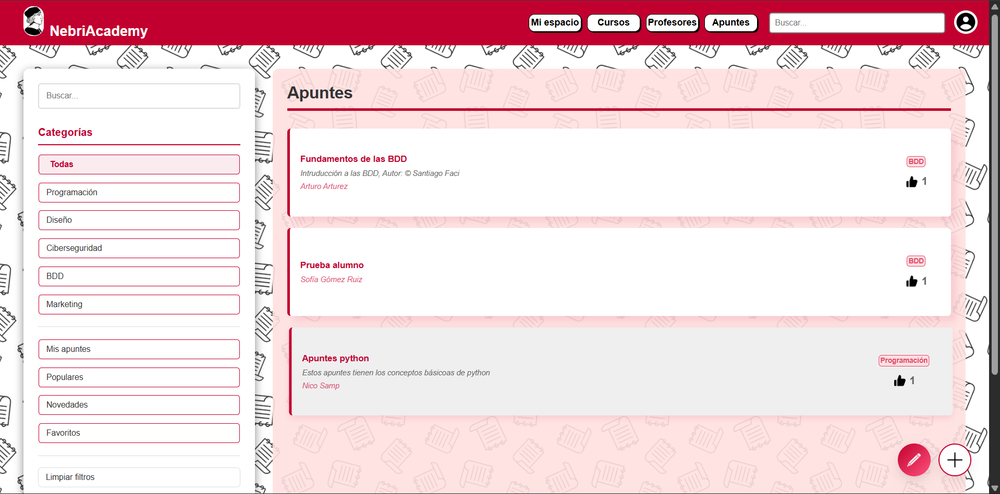 NebriAcademy
Mi espacio
Cursos
Profesores
Apuntes
Buscar...
Buscar...
Categorías
Todas
Programación
Diseño
Ciberseguridad
BDD
Marketing
Mis apuntes
Populares
Novedades
Favoritos
Limpiar filtros
Apuntes
Fundamentos de las BDD
Intruducción a las BDD, Autor: © Santiago Faci
Arturo Arturez
BDD
1
Prueba alumno
Sofía Gómez Ruiz
BDD
1
Apuntes python
Estos apuntes tienen los conceptos básicoas de python
Nico Samp
Programación
1